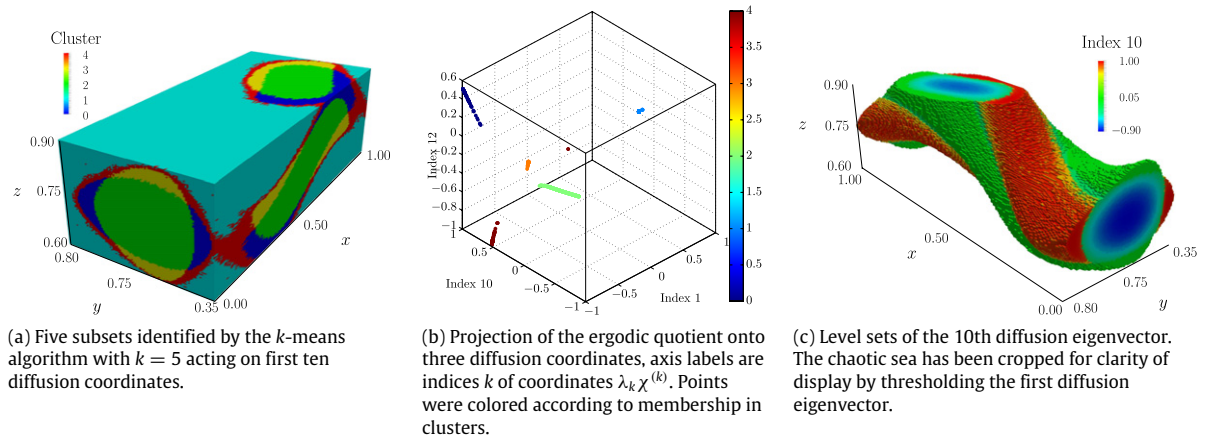 Cluster
4
3
2
1
0
0.90
z
0.75
0.60
0.80
0.75
y
0.35
0.00
0.50
x
1.00
0.6
0.4
0.2
0
−0.2
−0.4
−0.6
−0.8
−1
Index 12
1
0.5
0
−0.5
−1
Index 10
−1
−0.5
0
0.5
1
Index 1
4
3.5
3
2.5
2
1.5
1
0.5
0
Index 10
1.00
0.05
−0.90
0.90
z
0.75
0.60
1.00
x
0.50
0.00
0.80
0.75
y
0.35
(a) Five subsets identified by the k-means
algorithm with k = 5 acting on first ten
diffusion coordinates.
(b) Projection of the ergodic quotient onto
three diffusion coordinates, axis labels are
indices k of coordinates λₖχ⁽ᵏ⁾. Points
were colored according to membership in
clusters.
(c) Level sets of the 10th diffusion eigenvector.
The chaotic sea has been cropped for clarity of
display by thresholding the first diffusion
eigenvector.